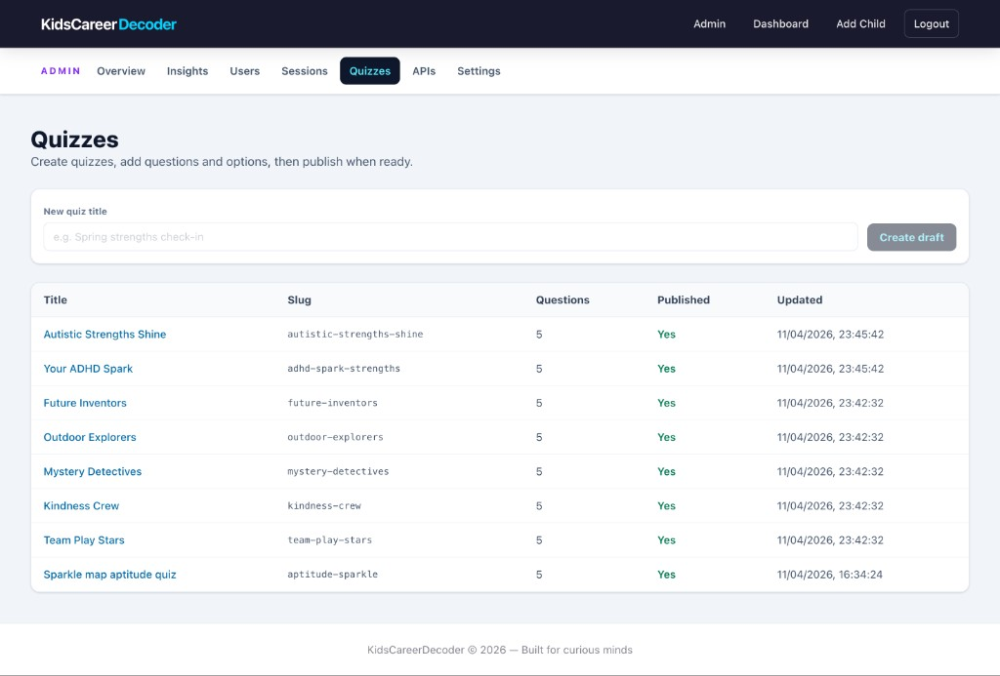 KidsCareerDecoder Admin Dashboard Add Child Logout
ADMIN Overview Insights Users Sessions Quizzes APIs Settings
Quizzes
Create quizzes, add questions and options, then publish when ready.
New quiz title
e.g. Spring strengths check-in Create draft
Title Slug Questions Published Updated
Autistic Strengths Shine autistic-strengths-shine 5 Yes 11/04/2026, 23:45:42
Your ADHD Spark adhd-spark-strengths 5 Yes 11/04/2026, 23:45:42
Future Inventors future-inventors 5 Yes 11/04/2026, 23:42:32
Outdoor Explorers outdoor-explorers 5 Yes 11/04/2026, 23:42:32
Mystery Detectives mystery-detectives 5 Yes 11/04/2026, 23:42:32
Kindness Crew kindness-crew 5 Yes 11/04/2026, 23:42:32
Team Play Stars team-play-stars 5 Yes 11/04/2026, 23:42:32
Sparkle map aptitude quiz aptitude-sparkle 5 Yes 11/04/2026, 16:34:24
KidsCareerDecoder © 2026 — Built for curious minds